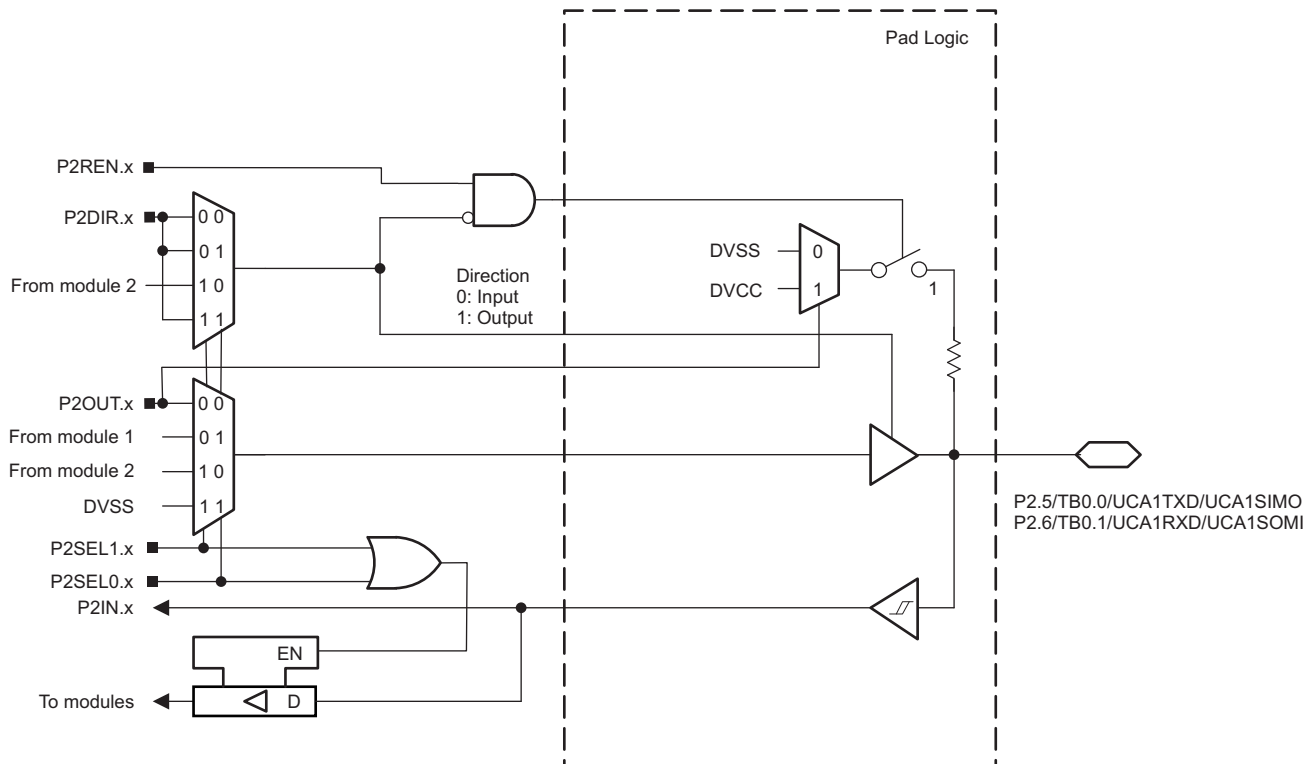 Pad Logic
P2REN.x
P2DIR.x
0 0
0 1
From module 2
1 0
1 1
Direction
0: Input
1: Output
DVSS
0
DVCC
1
1
P2OUT.x
0 0
From module 1
0 1
From module 2
1 0
DVSS
1 1
P2.5/TB0.0/UCA1TXD/UCA1SIMO
P2.6/TB0.1/UCA1RXD/UCA1SOMI
P2SEL1.x
P2SEL0.x
P2IN.x
EN
To modules
D